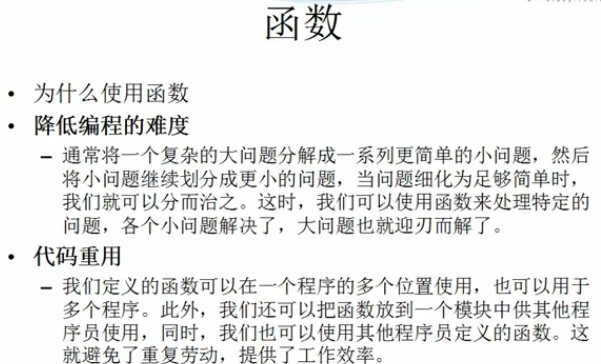 函数
• 为什么使用函数
• 降低编程的难度
– 通常将一个复杂的大问题分解成一系列更简单的小问题，然后
将小问题继续划分成更小的问题，当问题细化为足够简单时，
我们就可以分而治之。这时，我们可以使用函数来处理特定的
问题，各个小问题解决了，大问题也就迎刃而解了。
• 代码重用
– 我们定义的函数可以在一个程序的多个位置使用，也可以用于
多个程序。此外，我们还可以把函数放到一个模块中供其他程
序员使用，同时，我们也可以使用其他程序员定义的函数。这
就避免了重复劳动，提供了工作效率。